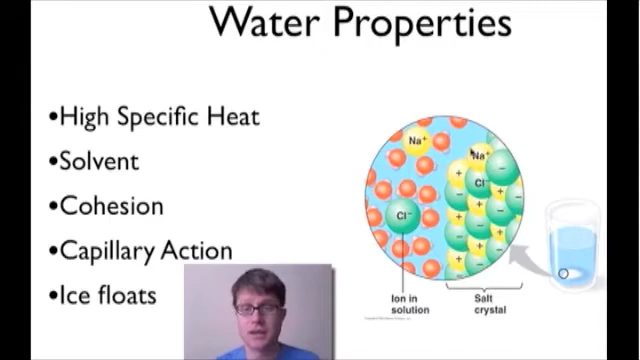 Water Properties
•High Specific Heat
•Solvent
•Cohesion
•Capillary Action
•Ice floats
Na⁺
Na⁺
Cl⁻
Cl⁻
+
−
+
−
+
−
+
−
+
−
+
−
Ion in
solution
Salt
crystal